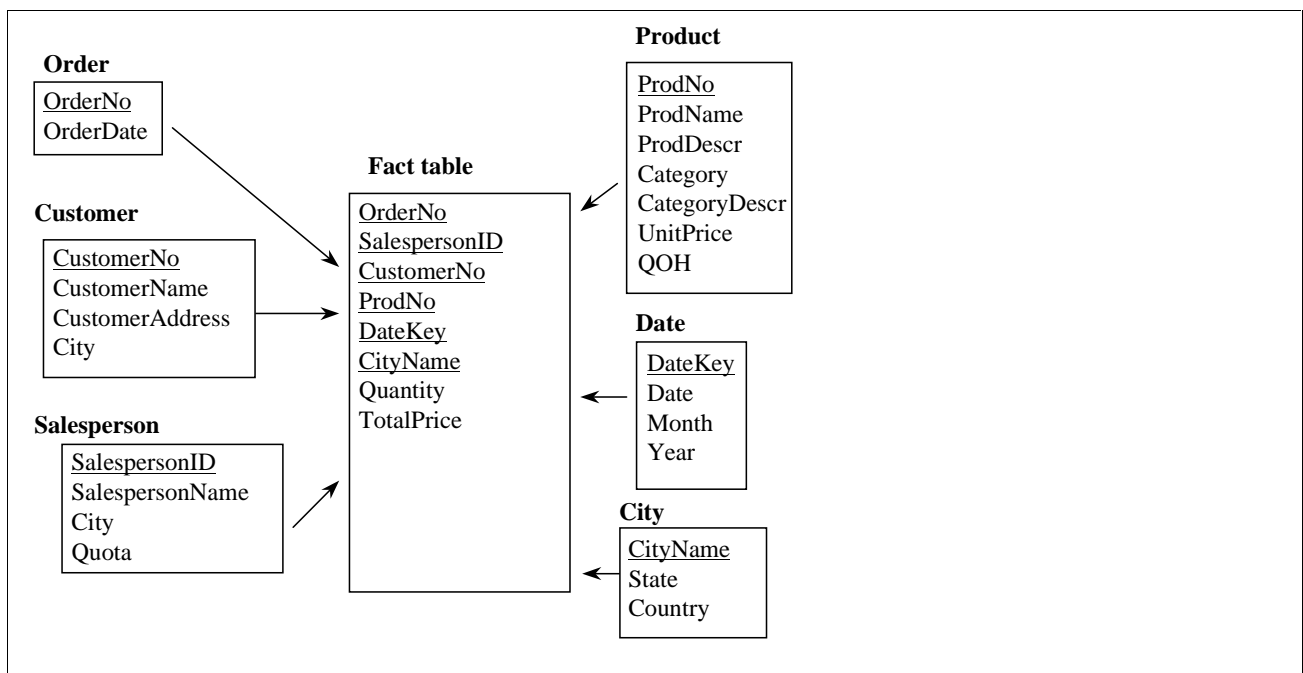 Order
OrderNo
OrderDate
Customer
CustomerNo
CustomerName
CustomerAddress
City
Salesperson
SalespersonID
SalespersonName
City
Quota
Fact table
OrderNo
SalespersonID
CustomerNo
ProdNo
DateKey
CityName
Quantity
TotalPrice
Product
ProdNo
ProdName
ProdDescr
Category
CategoryDescr
UnitPrice
QOH
Date
DateKey
Date
Month
Year
City
CityName
State
Country